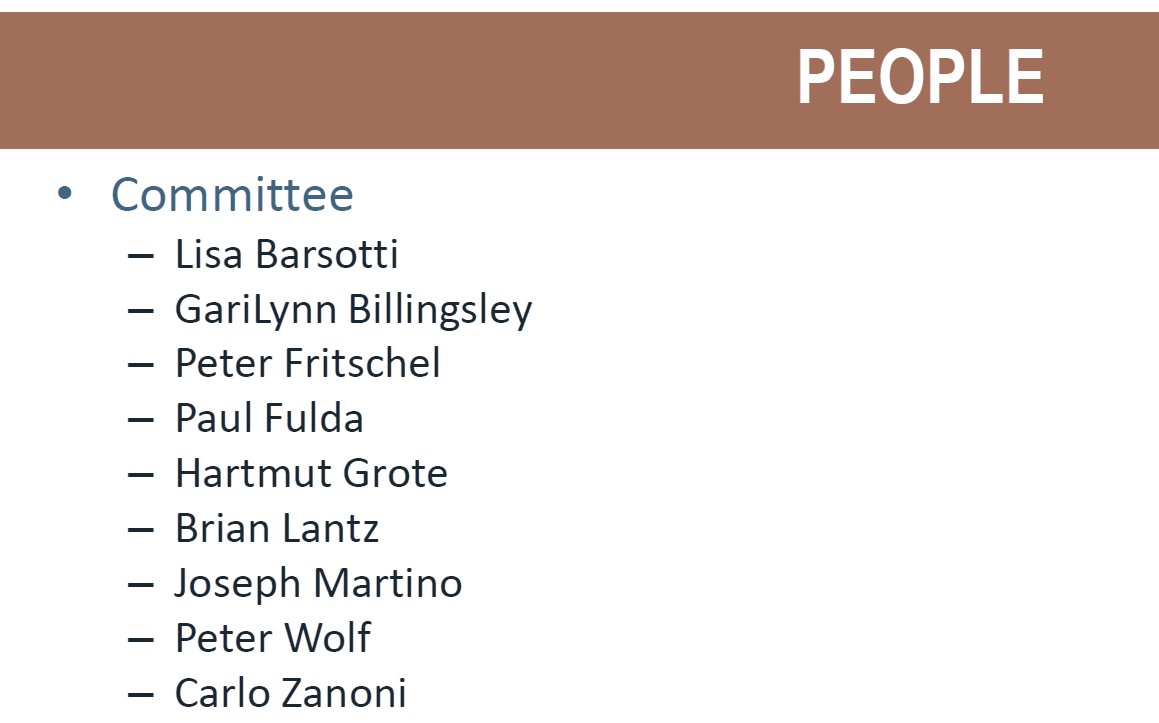 PEOPLE
• Committee
– Lisa Barsotti
– GariLynn Billingsley
– Peter Fritschel
– Paul Fulda
– Hartmut Grote
– Brian Lantz
– Joseph Martino
– Peter Wolf
– Carlo Zanoni